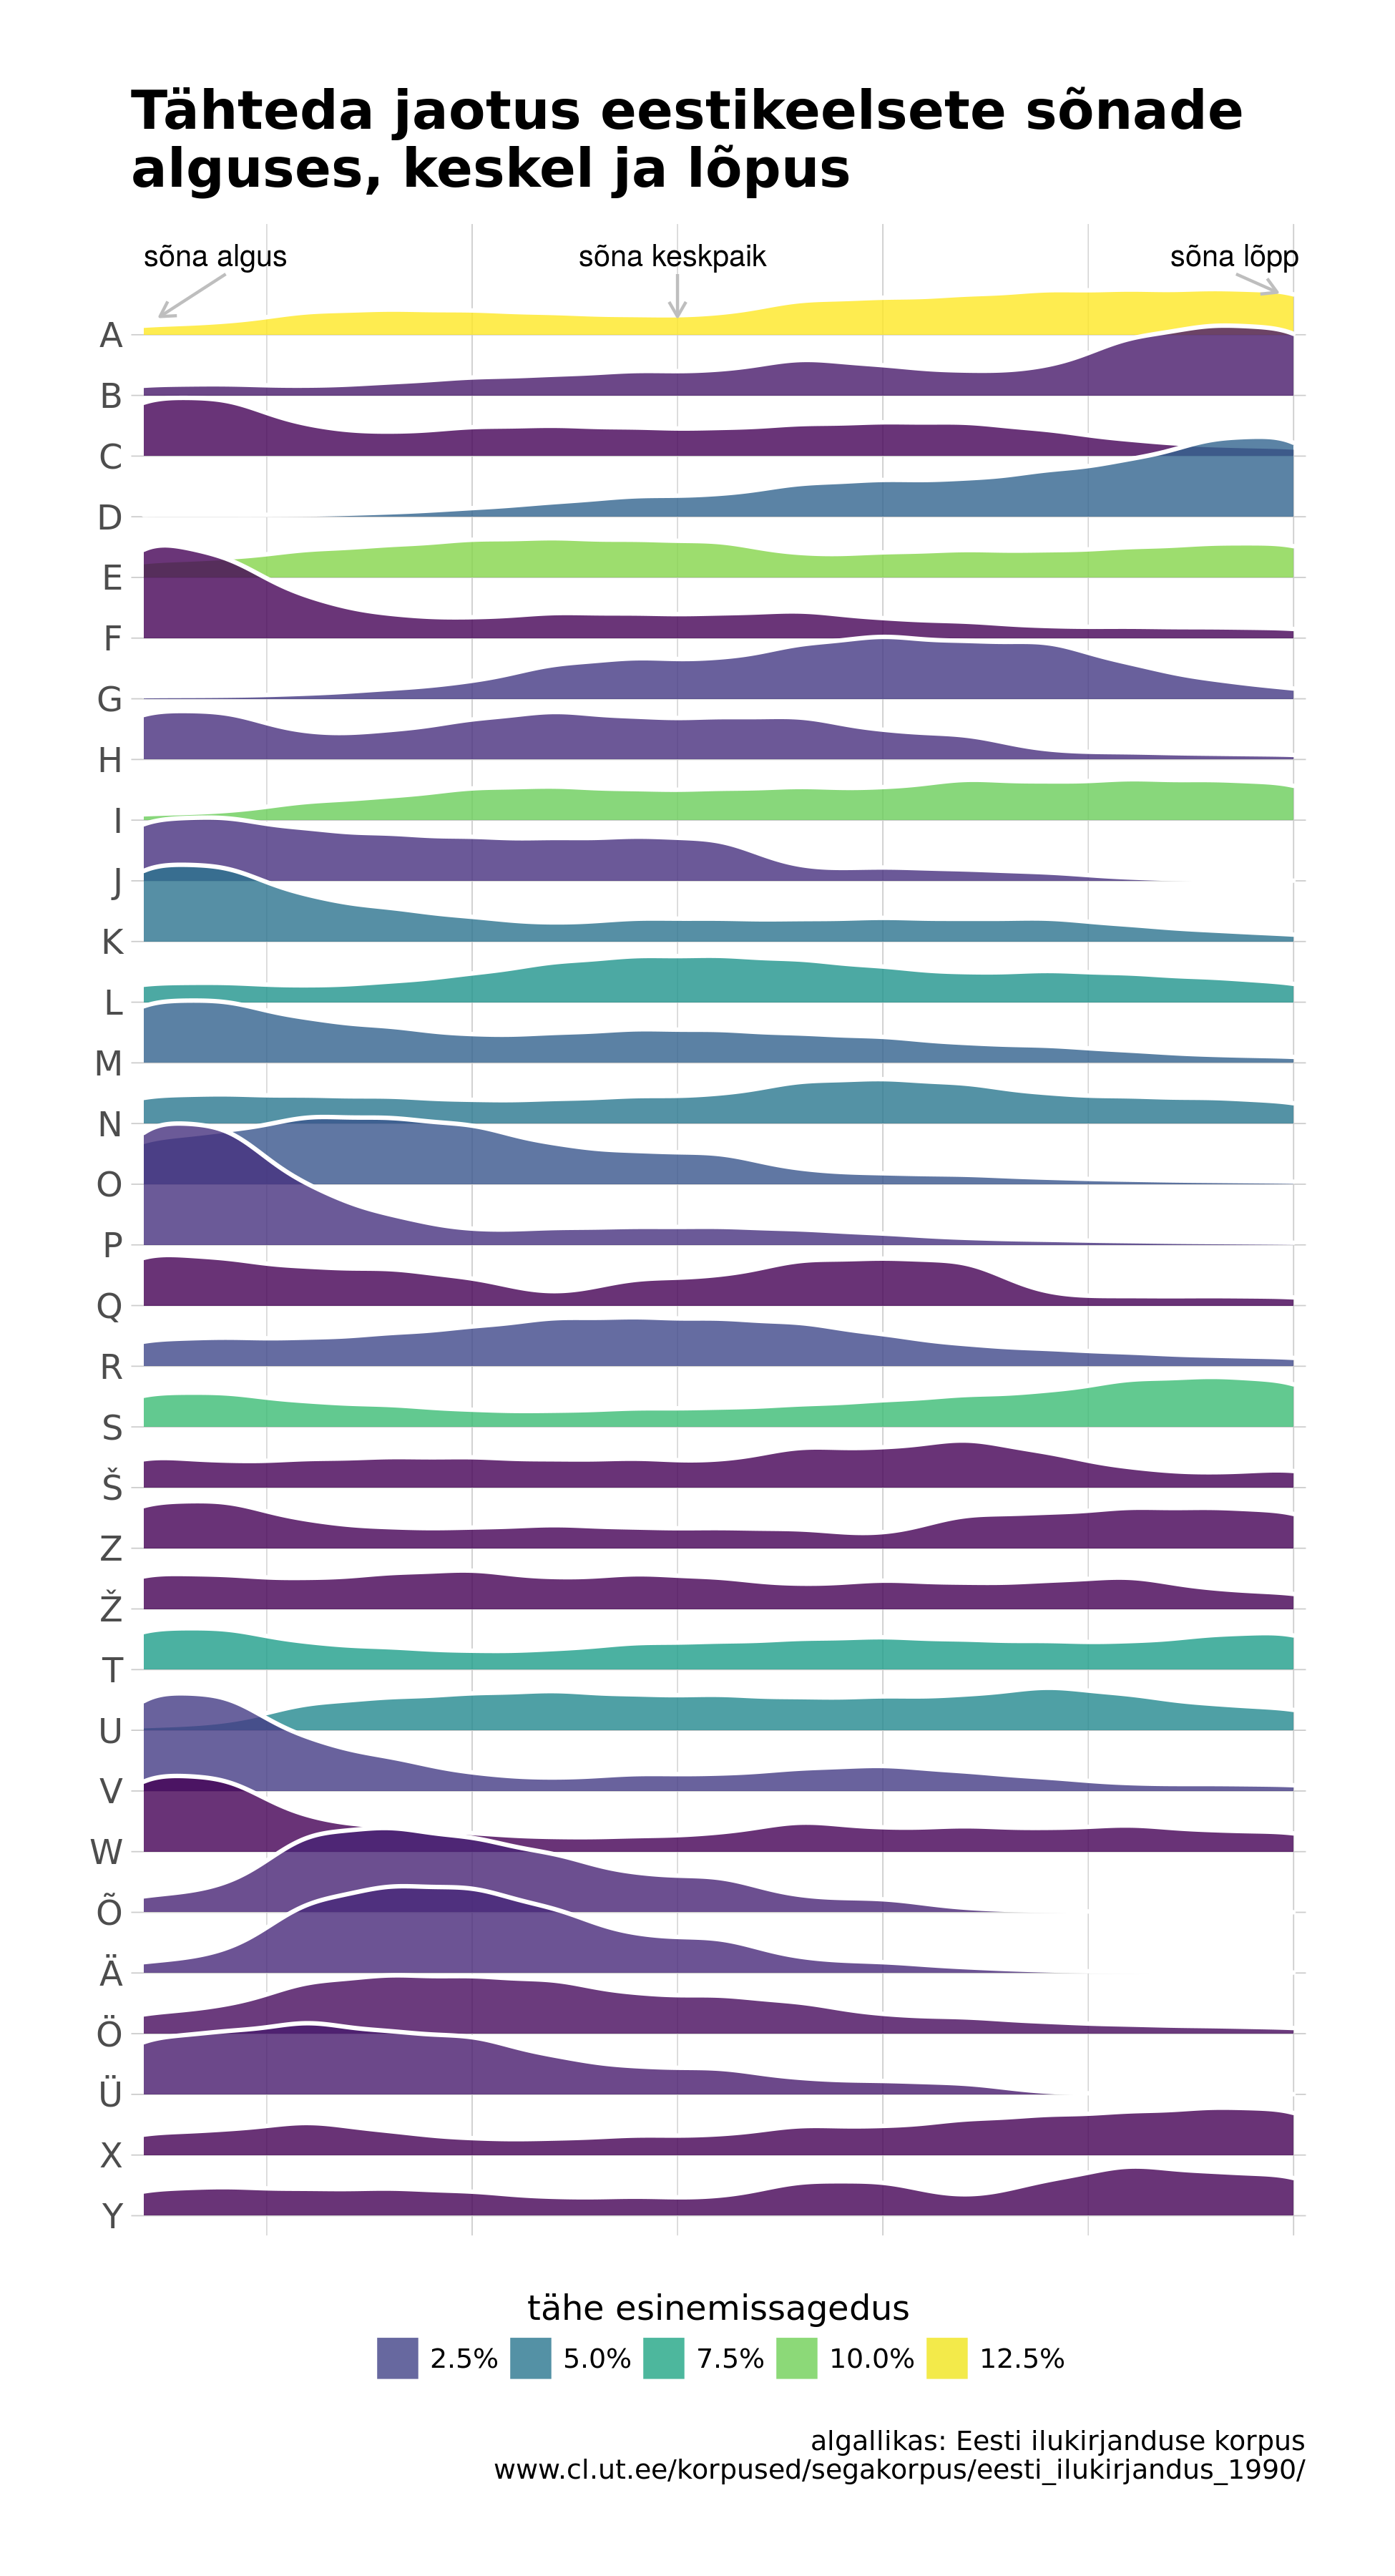 Tähteda jaotus eestikeelsete sõnade
alguses, keskel ja lõpus
sõna algus sõna keskpaik sõna lõpp
A
B
C
D
E
F
G
H
I
J
K
L
M
N
O
P
Q
R
S
Š
Z
Ž
T
U
V
W
Õ
Ä
Ö
Ü
X
Y
tähe esinemissagedus
2.5% 5.0% 7.5% 10.0% 12.5%
algallikas: Eesti ilukirjanduse korpus
www.cl.ut.ee/korpused/segakorpus/eesti_ilukirjandus_1990/